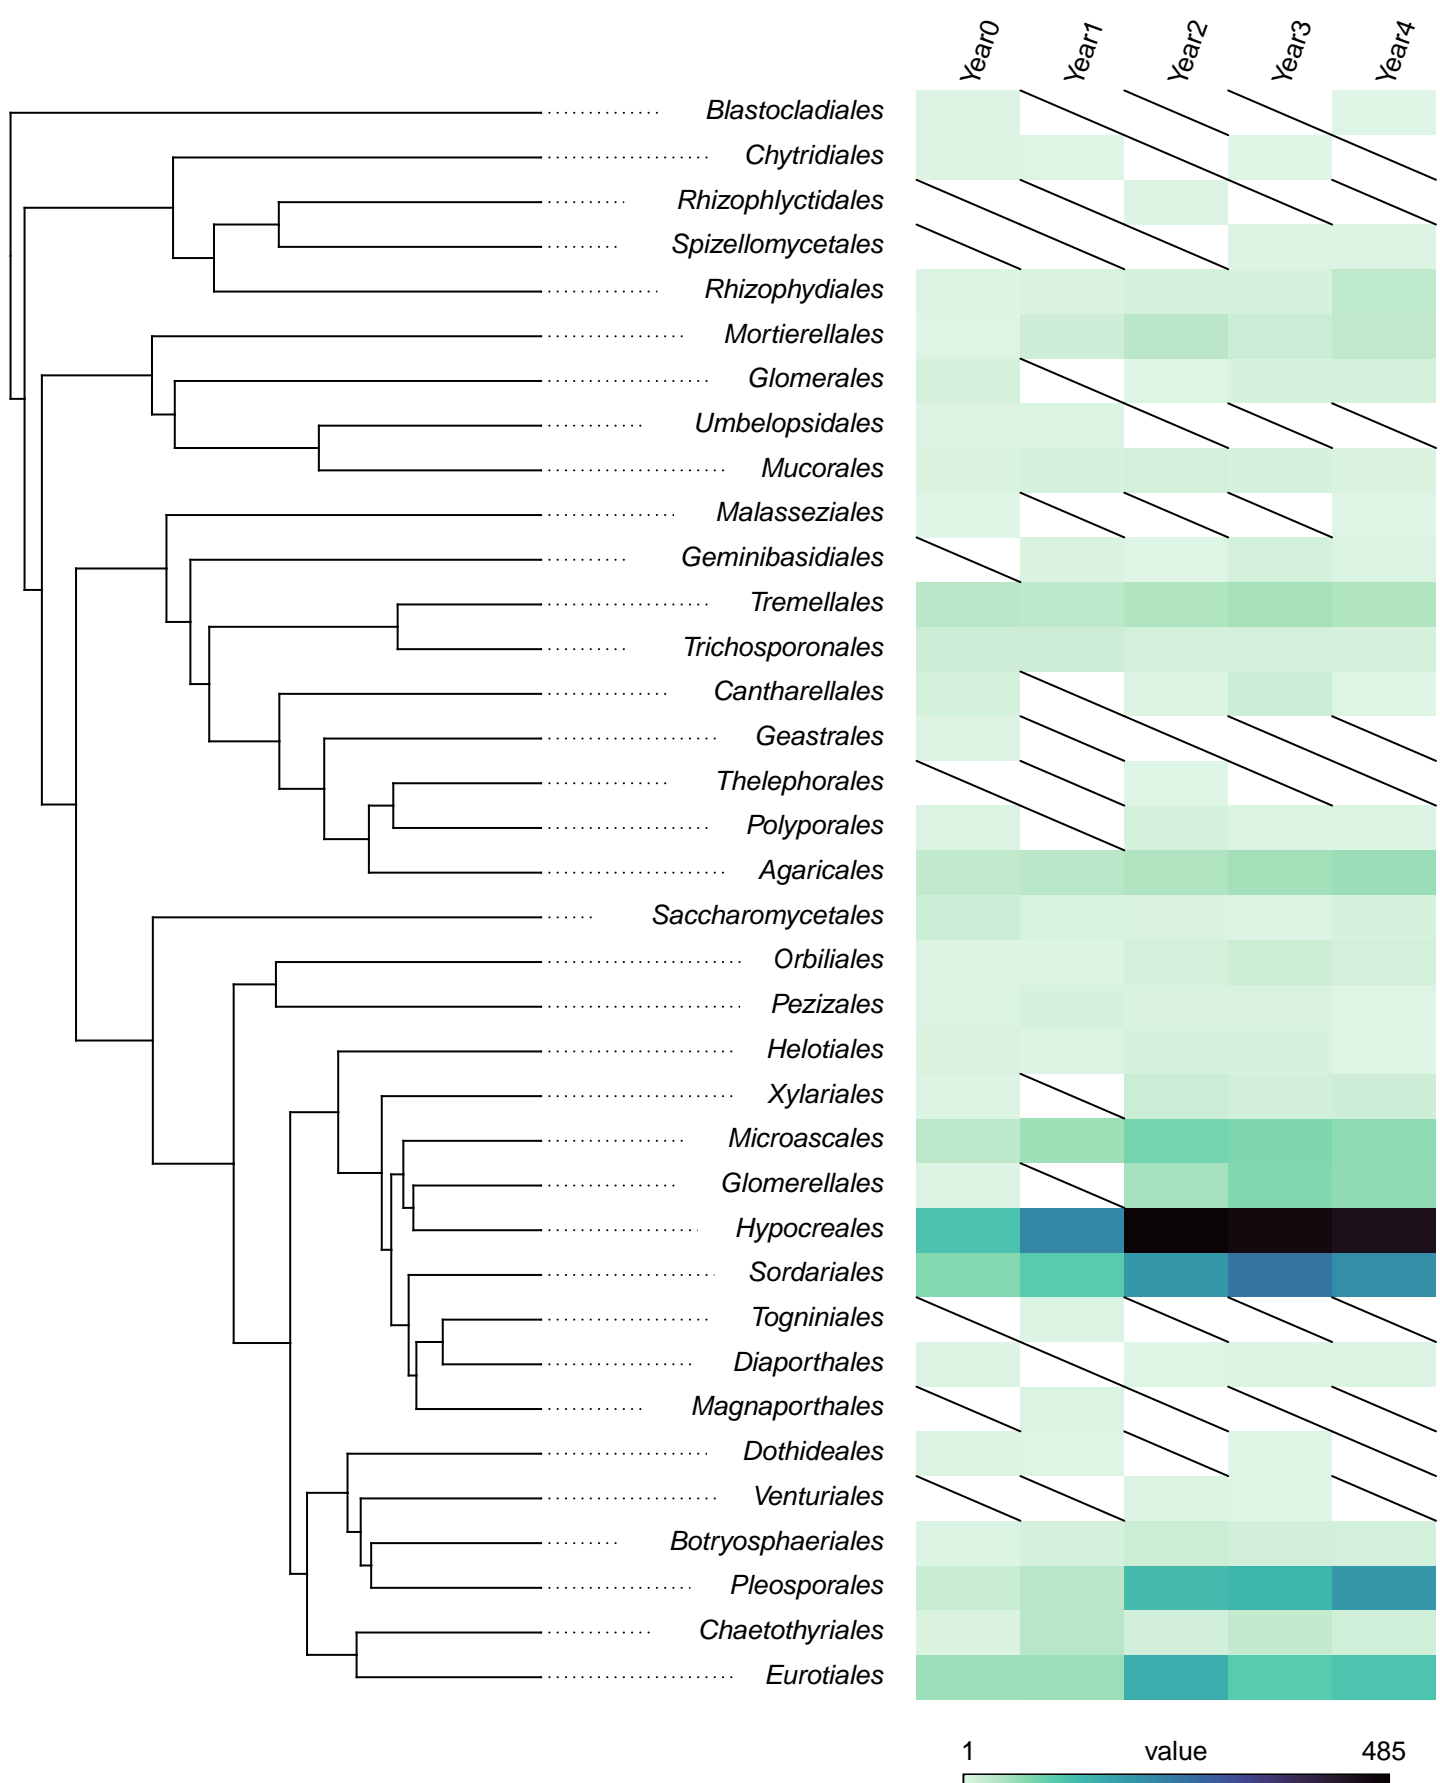 Year0 Year1 Year2 Year3 Year4
Blastocladiales
Chytridiales
Rhizophlyctidales
Spizellomycetales
Rhizophydiales
Mortierellales
Glomerales
Umbelopsidales
Mucorales
Malasseziales
Geminibasidiales
Tremellales
Trichosporonales
Cantharellales
Geastrales
Thelephorales
Polyporales
Agaricales
Saccharomycetales
Orbiliales
Pezizales
Helotiales
Xylariales
Microascales
Glomerellales
Hypocreales
Sordariales
Togniniales
Diaporthales
Magnaporthales
Dothideales
Venturiales
Botryosphaeriales
Pleosporales
Chaetothyriales
Eurotiales
1 value 485